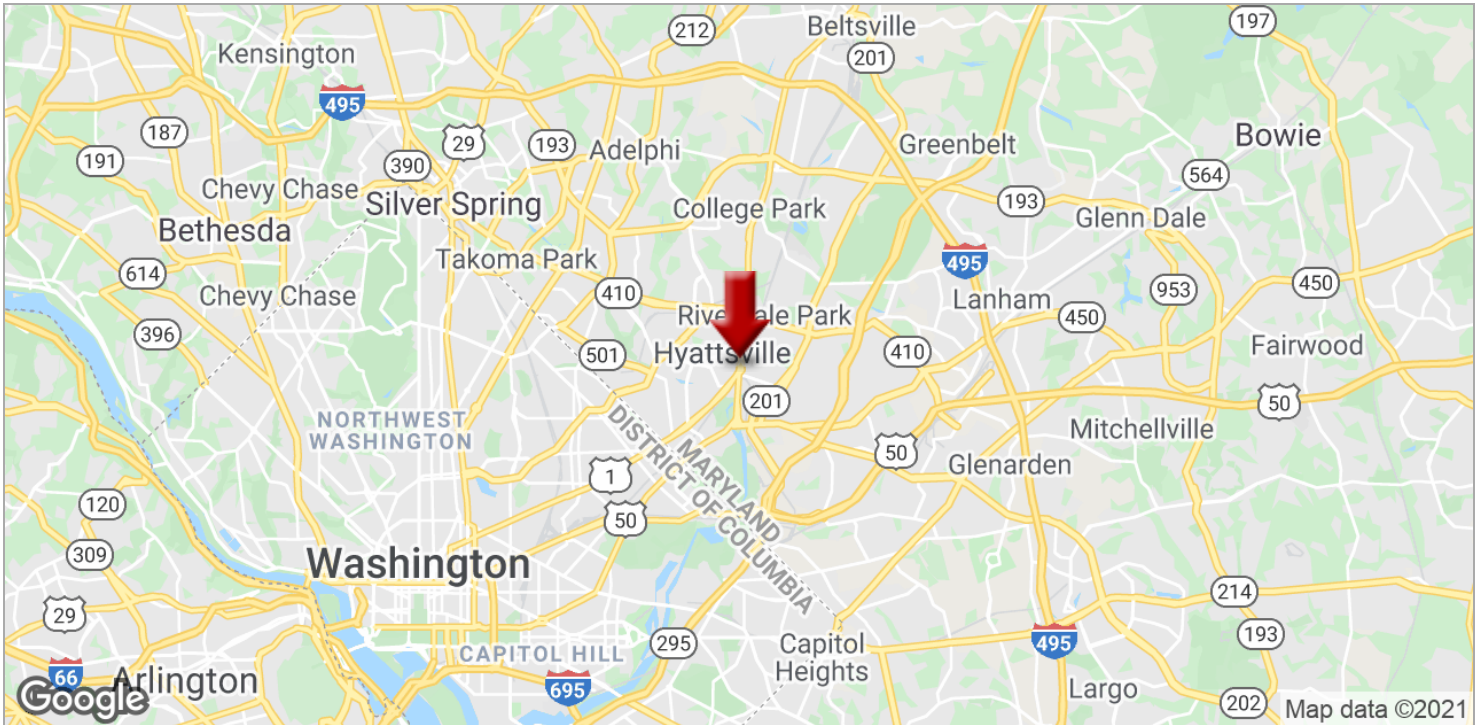 197
Beltsville
212
Kensington
201
495
187
29
193
Bowie
Greenbelt
Adelphi
191
390
564
Chevy Chase
Silver Spring
193
College Park
Glenn Dale
Bethesda
Takoma Park
495
614
410
953
450
Chevy Chase
Lanham
Riverdale Park
450
396
501
Hyattsville
410
Fairwood
201
50
NORTHWEST
WASHINGTON
Mitchellville
50
Glenarden
MARYLAND
DISTRICT OF COLUMBIA
1
120
50
309
Washington
214
29
193
295
495
Capitol
Heights
CAPITOL HILL
66
Arlington
695
Largo
202
Google
Map data ©2021